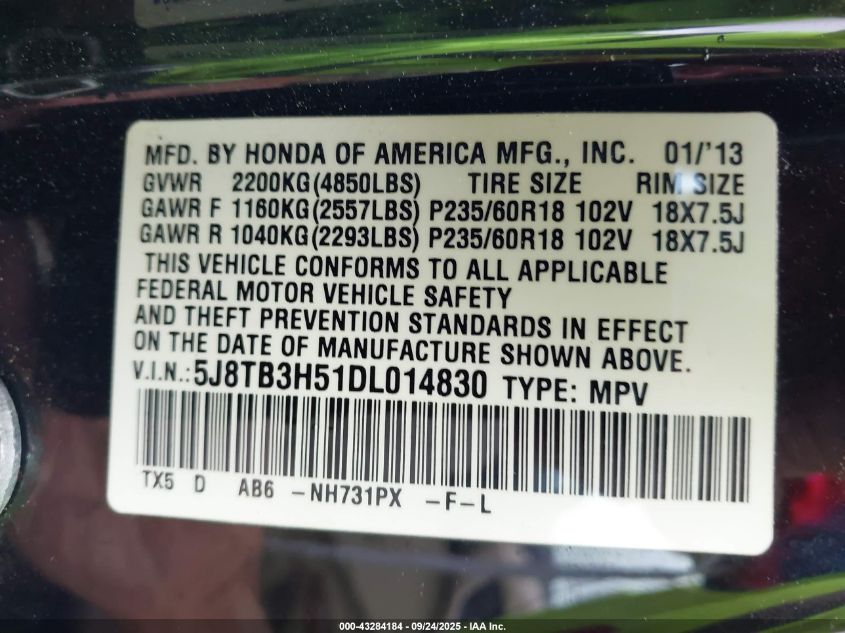 MFD. BY HONDA OF AMERICA MFG., INC. 01/'13
GVWR 2200KG(4850LBS) TIRE SIZE RIM SIZE
GAWR F 1160KG(2557LBS) P235/60R18 102V 18X7.5J
GAWR R 1040KG(2293LBS) P235/60R18 102V 18X7.5J
THIS VEHICLE CONFORMS TO ALL APPLICABLE
FEDERAL MOTOR VEHICLE SAFETY
AND THEFT PREVENTION STANDARDS IN EFFECT
ON THE DATE OF MANUFACTURE SHOWN ABOVE.
V.I.N.:5J8TB3H51DL014830 TYPE: MPV
TX5 D AB6 -NH731PX -F-L
000-43284184 - 09/24/2025 - IAA Inc.